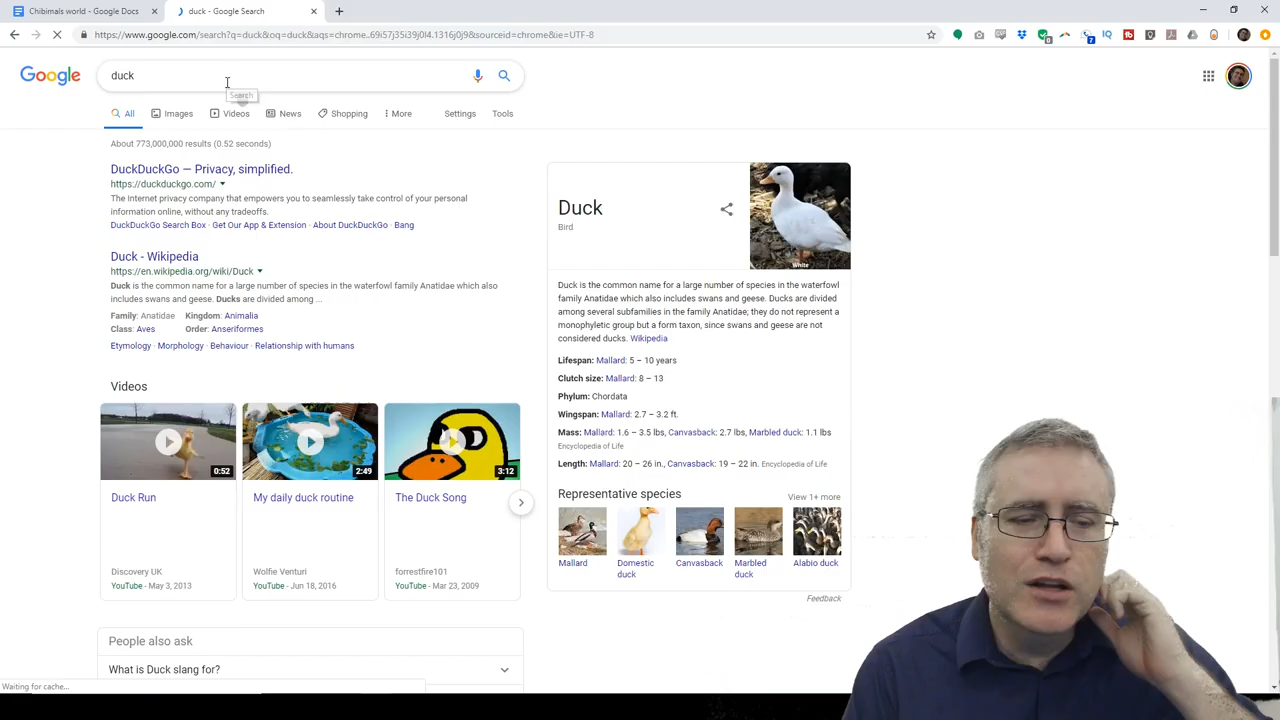 Chibimals world - Google Docs
duck - Google Search
https://www.google.com/search?q=duck&oq=duck&aqs=chrome..69i57j35i39j0l4.1316j0j9&sourceid=chrome&ie=UTF-8
Google
duck
Search
All
Images
Videos
News
Shopping
More
Settings
Tools
About 773,000,000 results (0.52 seconds)
DuckDuckGo — Privacy, simplified.
https://duckduckgo.com/
The Internet privacy company that empowers you to seamlessly take control of your personal
information online, without any tradeoffs.
DuckDuckGo Search Box · Get Our App & Extension · About DuckDuckGo · Bang
Duck - Wikipedia
https://en.wikipedia.org/wiki/Duck
Duck is the common name for a large number of species in the waterfowl family Anatidae which also
includes swans and geese. Ducks are divided among ...
Family: Anatidae Kingdom: Animalia
Class: Aves Order: Anseriformes
Etymology · Morphology · Behaviour · Relationship with humans
Videos
0:52
2:49
3:12
Duck Run
My daily duck routine
The Duck Song
Discovery UK
YouTube - May 3, 2013
Wolfie Venturi
YouTube - Jun 18, 2016
forrestfire101
YouTube - Mar 23, 2009
People also ask
What is Duck slang for?
Waiting for cache...
Duck
Bird
White
Duck is the common name for a large number of species in the waterfowl
family Anatidae which also includes swans and geese. Ducks are divided
among several subfamilies in the family Anatidae; they do not represent a
monophyletic group but a form taxon, since swans and geese are not
considered ducks. Wikipedia
Lifespan: Mallard: 5 – 10 years
Clutch size: Mallard: 8 – 13
Phylum: Chordata
Wingspan: Mallard: 2.7 – 3.2 ft.
Mass: Mallard: 1.6 – 3.5 lbs, Canvasback: 2.7 lbs, Marbled duck: 1.1 lbs
Encyclopedia of Life
Length: Mallard: 20 – 26 in., Canvasback: 19 – 22 in. Encyclopedia of Life
Representative species
View 1+ more
Mallard
Domestic
duck
Canvasback
Marbled
duck
Alabio duck
Feedback